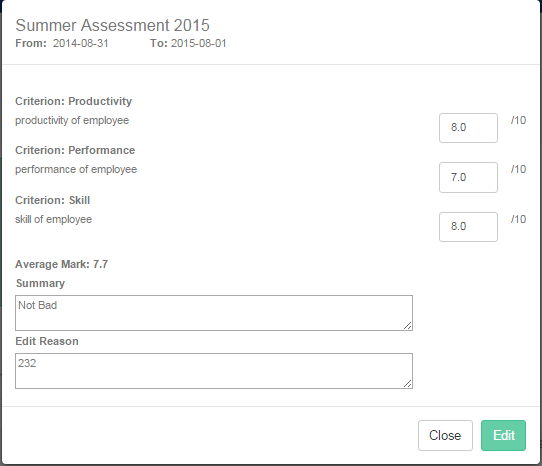 Summer Assessment 2015
From: 2014-08-31 To: 2015-08-01
Criterion: Productivity
productivity of employee 8.0 /10
Criterion: Performance
performance of employee 7.0 /10
Criterion: Skill
skill of employee 8.0 /10
Average Mark: 7.7
Summary
Not Bad
Edit Reason
232
Close Edit